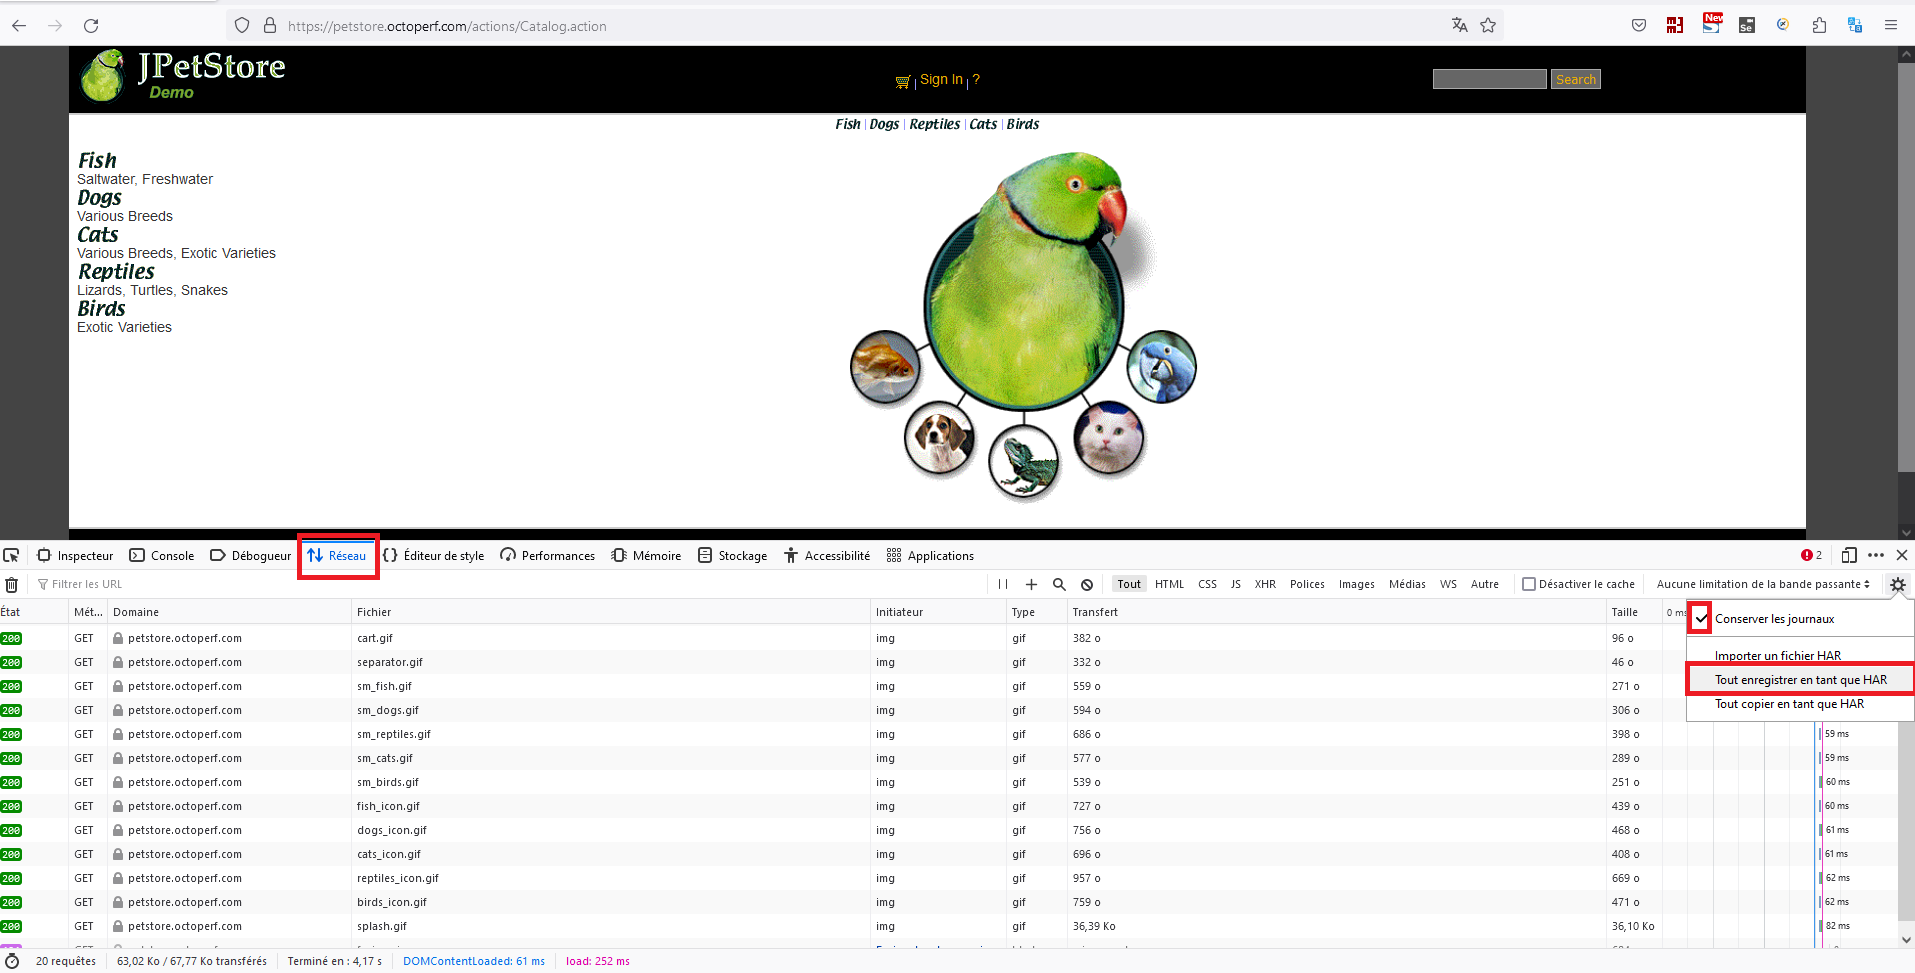 https://petstore.octoperf.com/actions/Catalog.action
New
Se
JPetStore
Demo
Sign In | ?
Search
Fish | Dogs | Reptiles | Cats | Birds
Fish
Saltwater, Freshwater
Dogs
Various Breeds
Cats
Various Breeds, Exotic Varieties
Reptiles
Lizards, Turtles, Snakes
Birds
Exotic Varieties
Inspecteur Console Débogueur Réseau Éditeur de style Performances Mémoire Stockage Accessibilité Applications 2
Filtrer les URL Tout HTML CSS JS XHR Polices Images Médias WS Autre Désactiver le cache Aucune limitation de la bande passante
État Mét... Domaine Fichier Initiateur Type Transfert Taille 0 ms
Conserver les journaux
Importer un fichier HAR
Tout enregistrer en tant que HAR
Tout copier en tant que HAR
200 GET petstore.octoperf.com cart.gif img gif 382 o 96 o
200 GET petstore.octoperf.com separator.gif img gif 332 o 46 o
200 GET petstore.octoperf.com sm_fish.gif img gif 559 o 271 o
200 GET petstore.octoperf.com sm_dogs.gif img gif 594 o 306 o
200 GET petstore.octoperf.com sm_reptiles.gif img gif 686 o 398 o 59 ms
200 GET petstore.octoperf.com sm_cats.gif img gif 577 o 289 o 59 ms
200 GET petstore.octoperf.com sm_birds.gif img gif 539 o 251 o 60 ms
200 GET petstore.octoperf.com fish_icon.gif img gif 727 o 439 o 60 ms
200 GET petstore.octoperf.com dogs_icon.gif img gif 756 o 468 o 61 ms
200 GET petstore.octoperf.com cats_icon.gif img gif 696 o 408 o 61 ms
200 GET petstore.octoperf.com reptiles_icon.gif img gif 957 o 669 o 62 ms
200 GET petstore.octoperf.com birds_icon.gif img gif 759 o 471 o 62 ms
200 GET petstore.octoperf.com splash.gif img gif 36,39 Ko 36,10 Ko 82 ms
20 requêtes 63,02 Ko / 67,77 Ko transférés Terminé en : 4,17 s DOMContentLoaded: 61 ms load: 252 ms